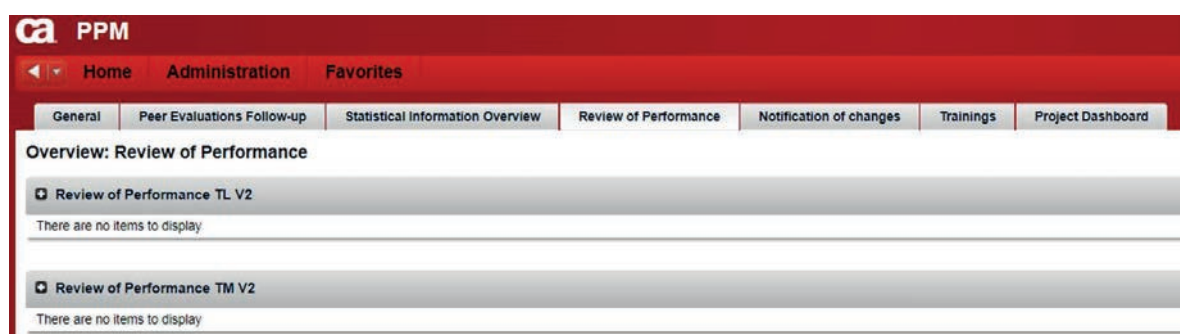 ca PPM
Home Administration Favorites
General Peer Evaluations Follow-up Statistical Information Overview Review of Performance Notification of changes Trainings Project Dashboard
Overview: Review of Performance
Review of Performance TL V2
There are no items to display
Review of Performance TM V2
There are no items to display